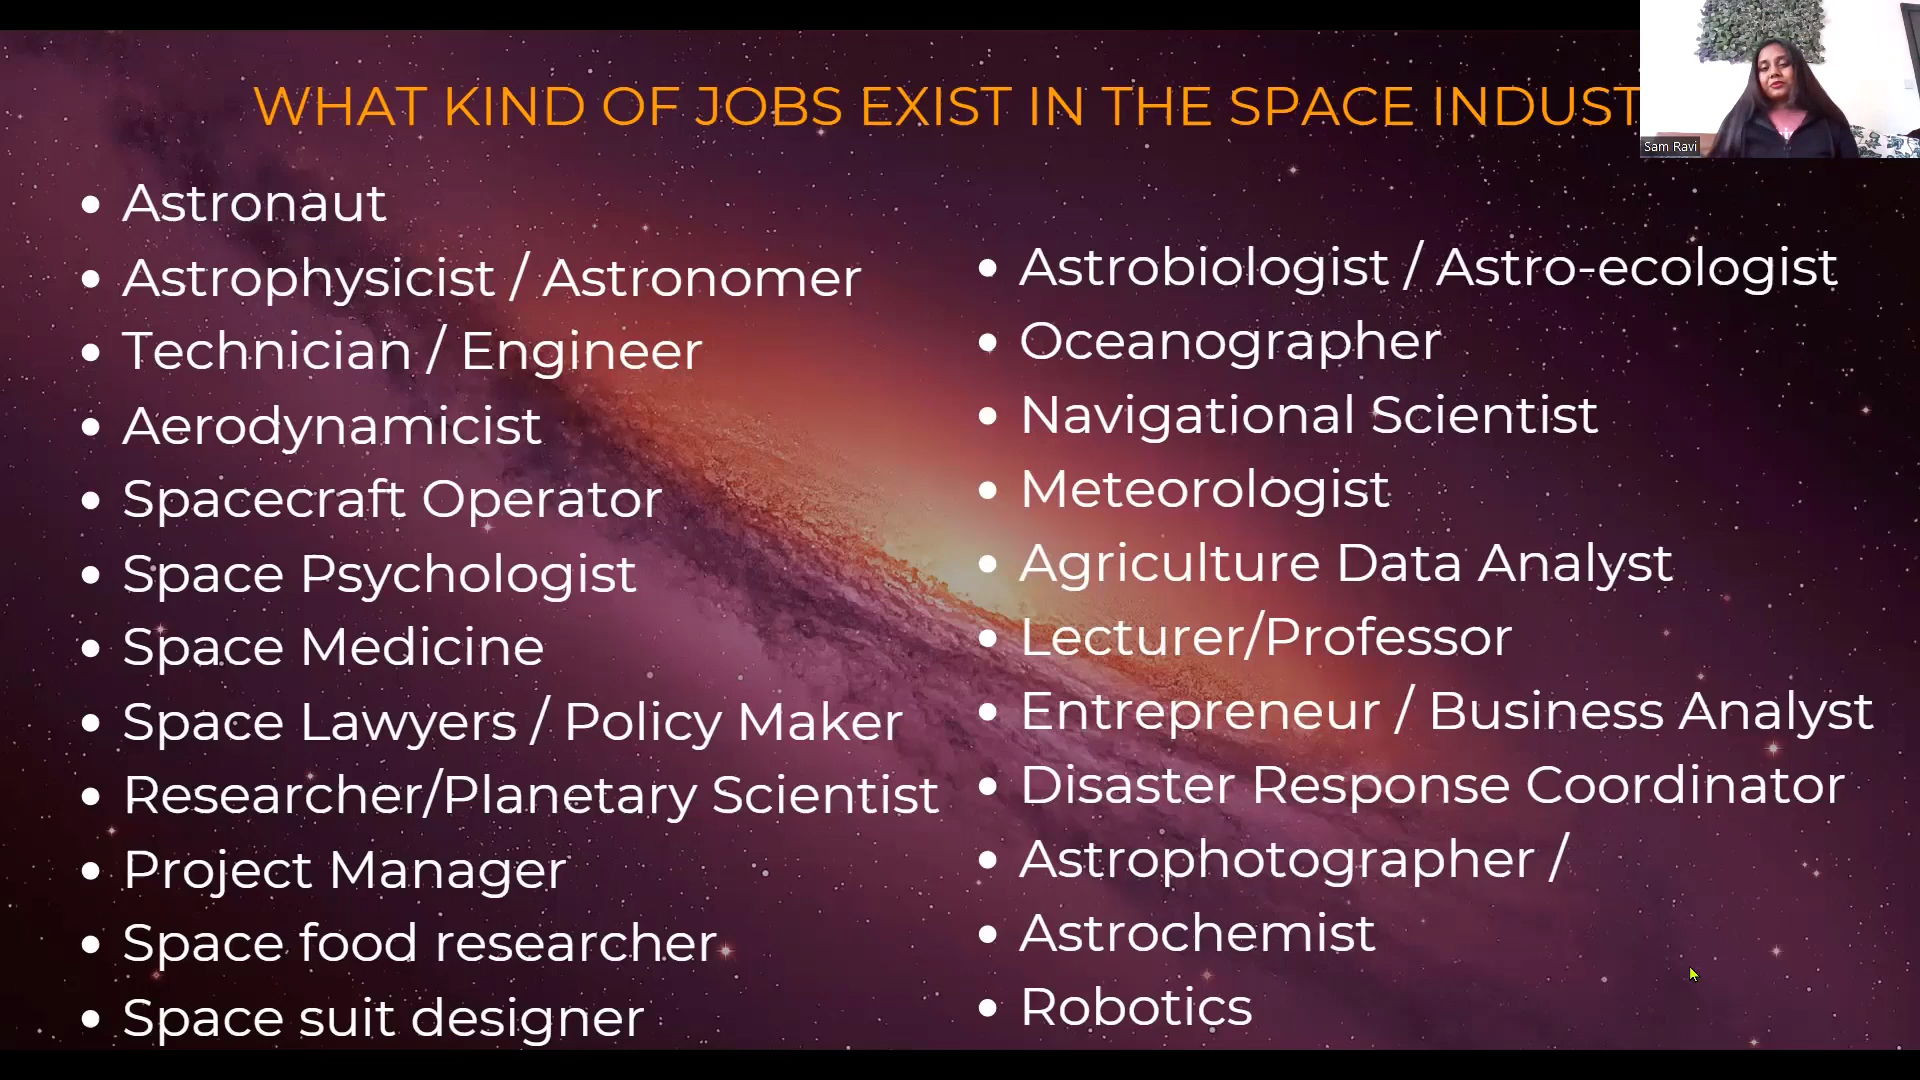 WHAT KIND OF JOBS EXIST IN THE SPACE INDUST
Sam Ravi
• Astronaut
• Astrophysicist / Astronomer
• Technician / Engineer
• Aerodynamicist
• Spacecraft Operator
• Space Psychologist
• Space Medicine
• Space Lawyers / Policy Maker
• Researcher/Planetary Scientist
• Project Manager
• Space food researcher
• Space suit designer
• Astrobiologist / Astro-ecologist
• Oceanographer
• Navigational Scientist
• Meteorologist
• Agriculture Data Analyst
• Lecturer/Professor
• Entrepreneur / Business Analyst
• Disaster Response Coordinator
• Astrophotographer /
• Astrochemist
• Robotics